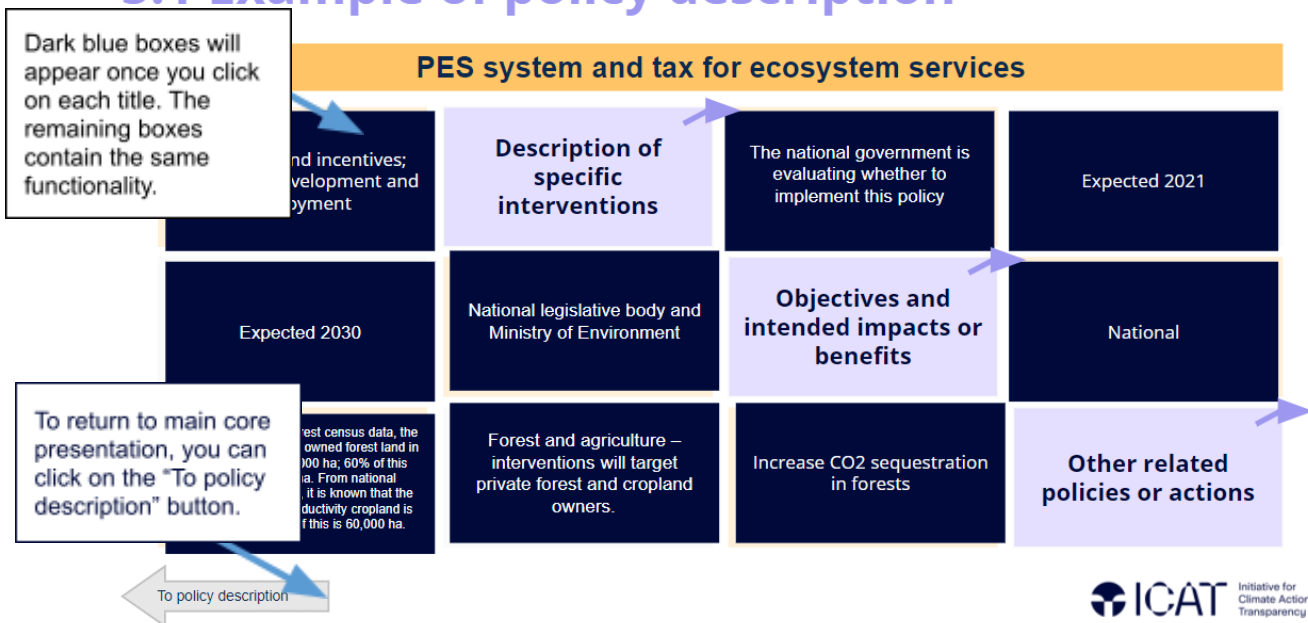 Example of policy description
Dark blue boxes will
appear once you click
on each title. The
remaining boxes
contain the same
functionality.
PES system and tax for ecosystem services
nd incentives;
velopment and
oyment
Description of
specific
interventions
The national government is
evaluating whether to
implement this policy
Expected 2021
Expected 2030
National legislative body and
Ministry of Environment
Objectives and
intended impacts or
benefits
National
To return to main core
presentation, you can
click on the “To policy
description” button.
rest census data, the
owned forest land in
000 ha; 60% of this
ha. From national
, it is known that the
ductivity cropland is
f this is 60,000 ha.
Forest and agriculture –
interventions will target
private forest and cropland
owners.
Increase CO2 sequestration
in forests
Other related
policies or actions
To policy description
ICAT
Initiative for
Climate Action
Transparency